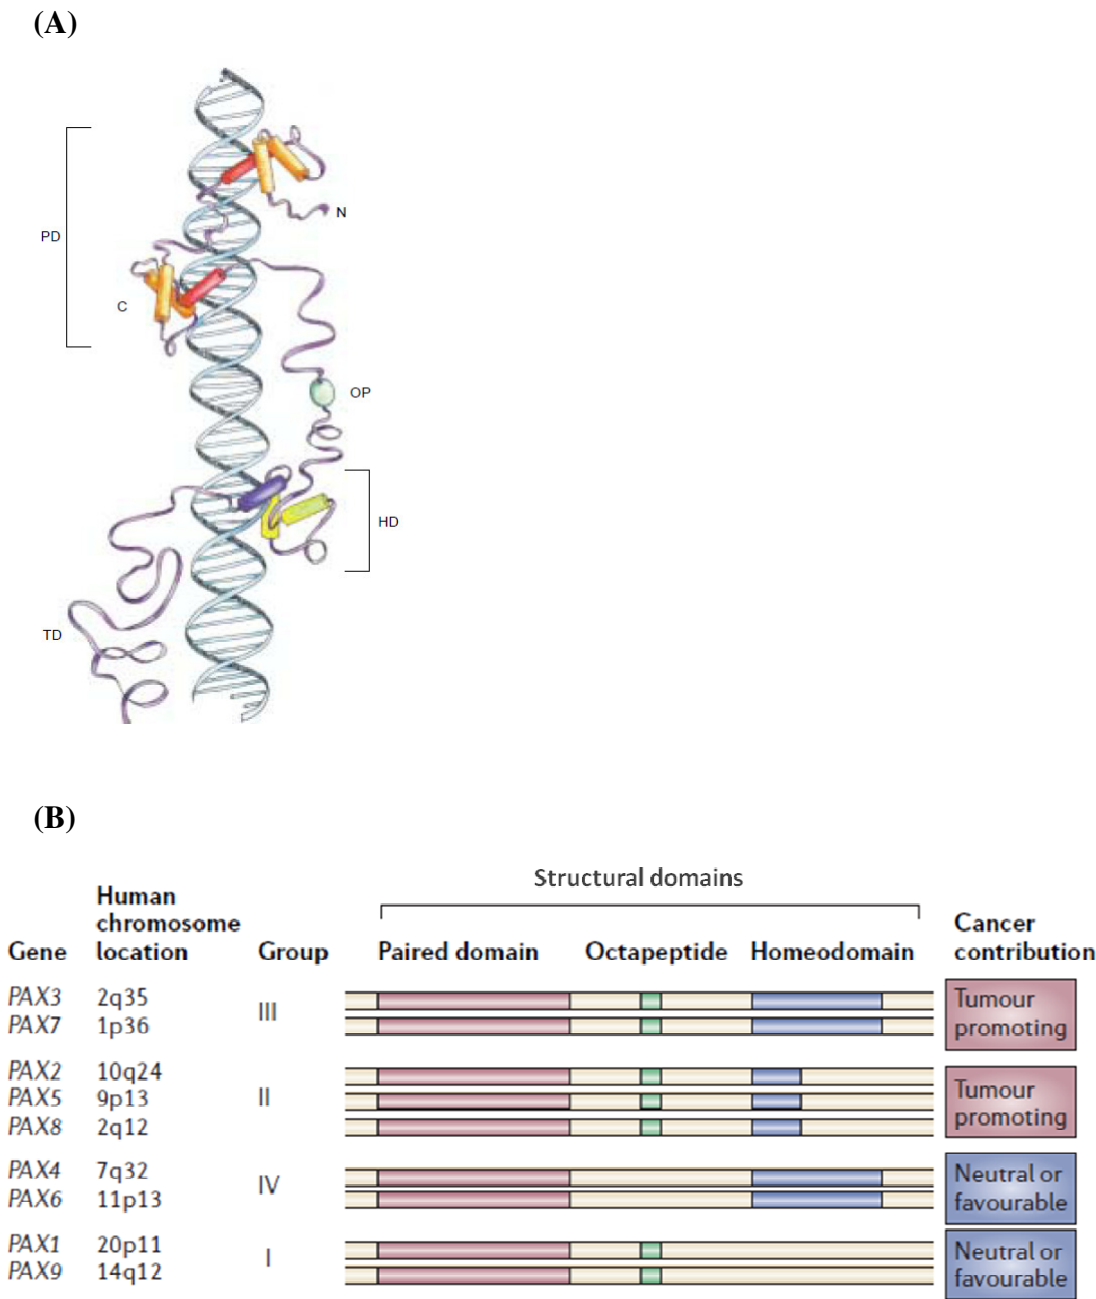 (A)
PD
N
C
OP
HD
TD
(B)
Structural domains
Human
chromosome
Gene location Group Paired domain Octapeptide Homeodomain Cancer contribution
PAX3 2q35
PAX7 1p36
III
Tumour
promoting
PAX2 10q24
PAX5 9p13
PAX8 2q12
II
Tumour
promoting
PAX4 7q32
PAX6 11p13
IV
Neutral or
favourable
PAX1 20p11
PAX9 14q12
I
Neutral or
favourable